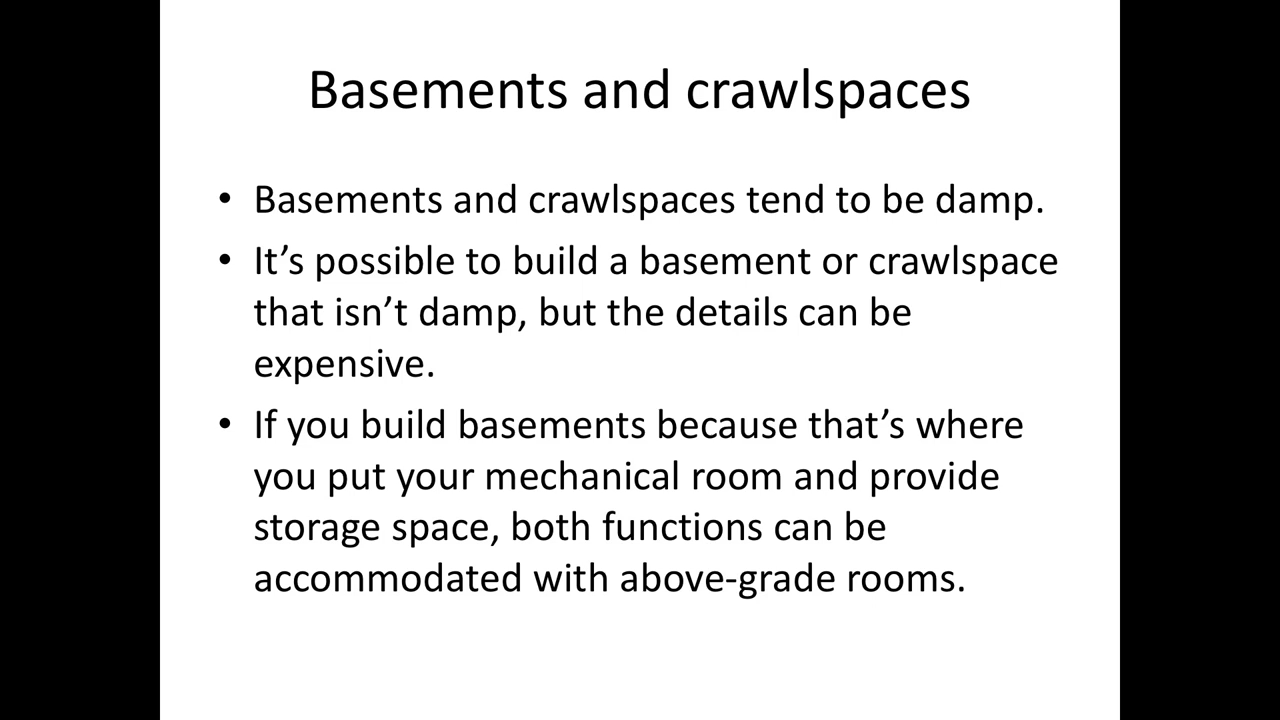 Basements and crawlspaces
• Basements and crawlspaces tend to be damp.
• It’s possible to build a basement or crawlspace
that isn’t damp, but the details can be
expensive.
• If you build basements because that’s where
you put your mechanical room and provide
storage space, both functions can be
accommodated with above-grade rooms.